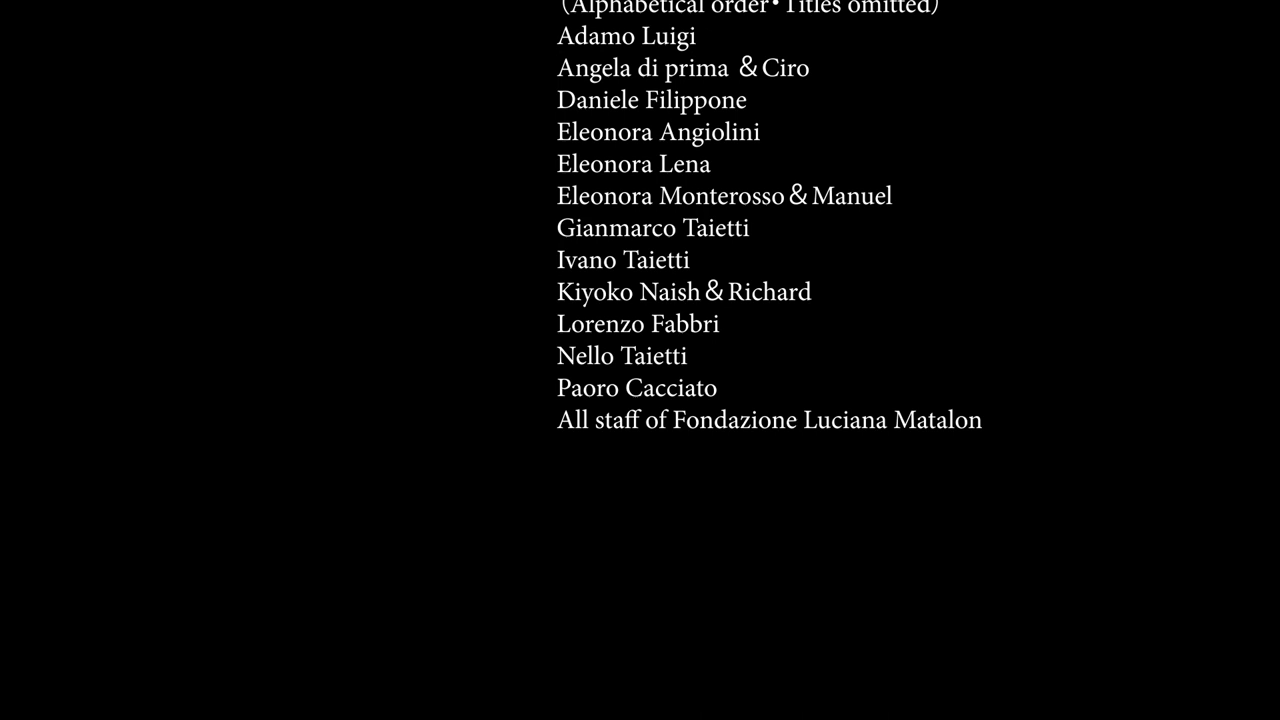 （Alphabetical order・Titles omitted）
Adamo Luigi
Angela di prima ＆Ciro
Daniele Filippone
Eleonora Angiolini
Eleonora Lena
Eleonora Monterosso＆Manuel
Gianmarco Taietti
Ivano Taietti
Kiyoko Naish＆Richard
Lorenzo Fabbri
Nello Taietti
Paoro Cacciato
All staff of Fondazione Luciana Matalon